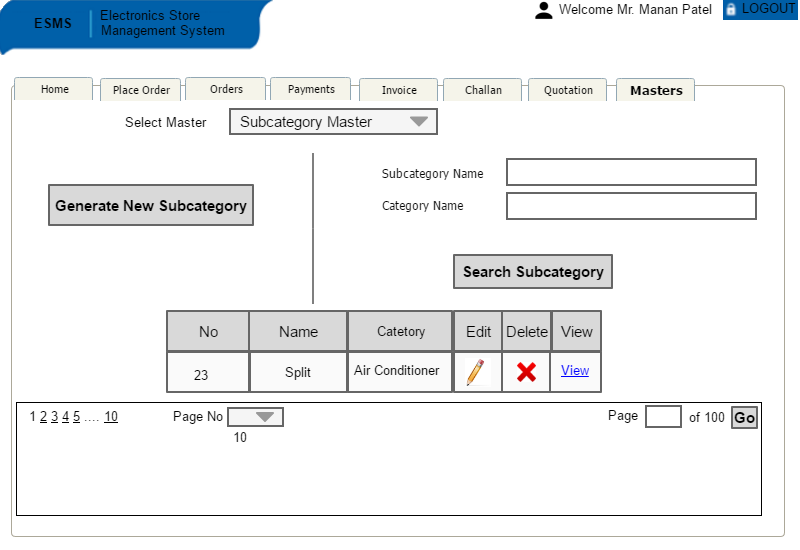 ESMS
Electronics Store
Management System
Welcome Mr. Manan Patel
LOGOUT
Home Place Order Orders Payments Invoice Challan Quotation Masters
Select Master Subcategory Master
Subcategory Name
Generate New Subcategory
Category Name
Search Subcategory
No Name Catetory Edit Delete View
23 Split Air Conditioner View
1 2 3 4 5 .... 10 Page No Page of 100 Go
10